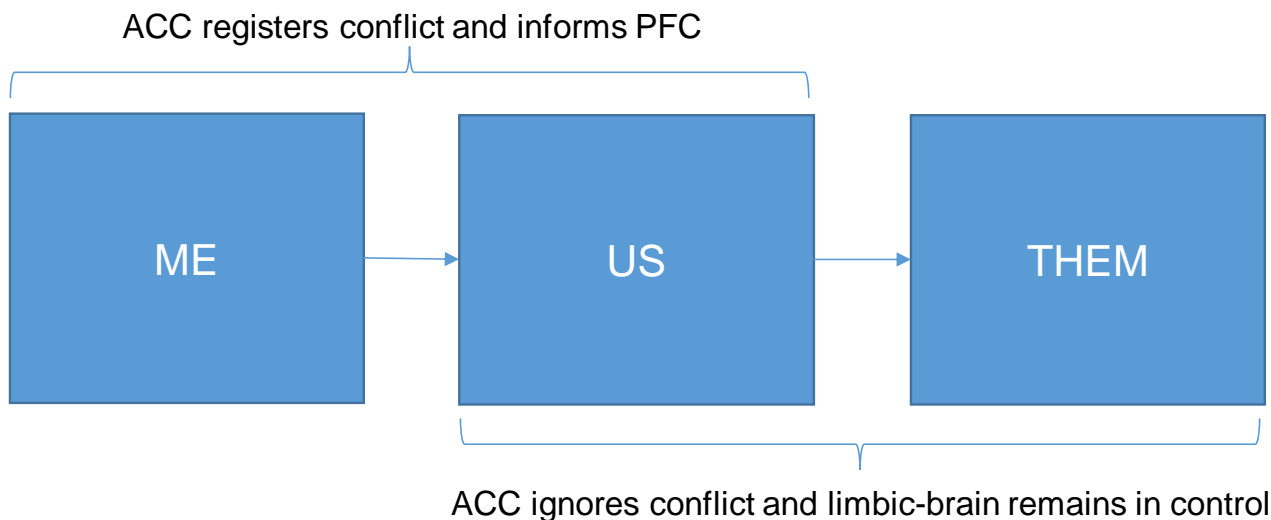 ACC registers conflict and informs PFC
ME
US
THEM
ACC ignores conflict and limbic-brain remains in control